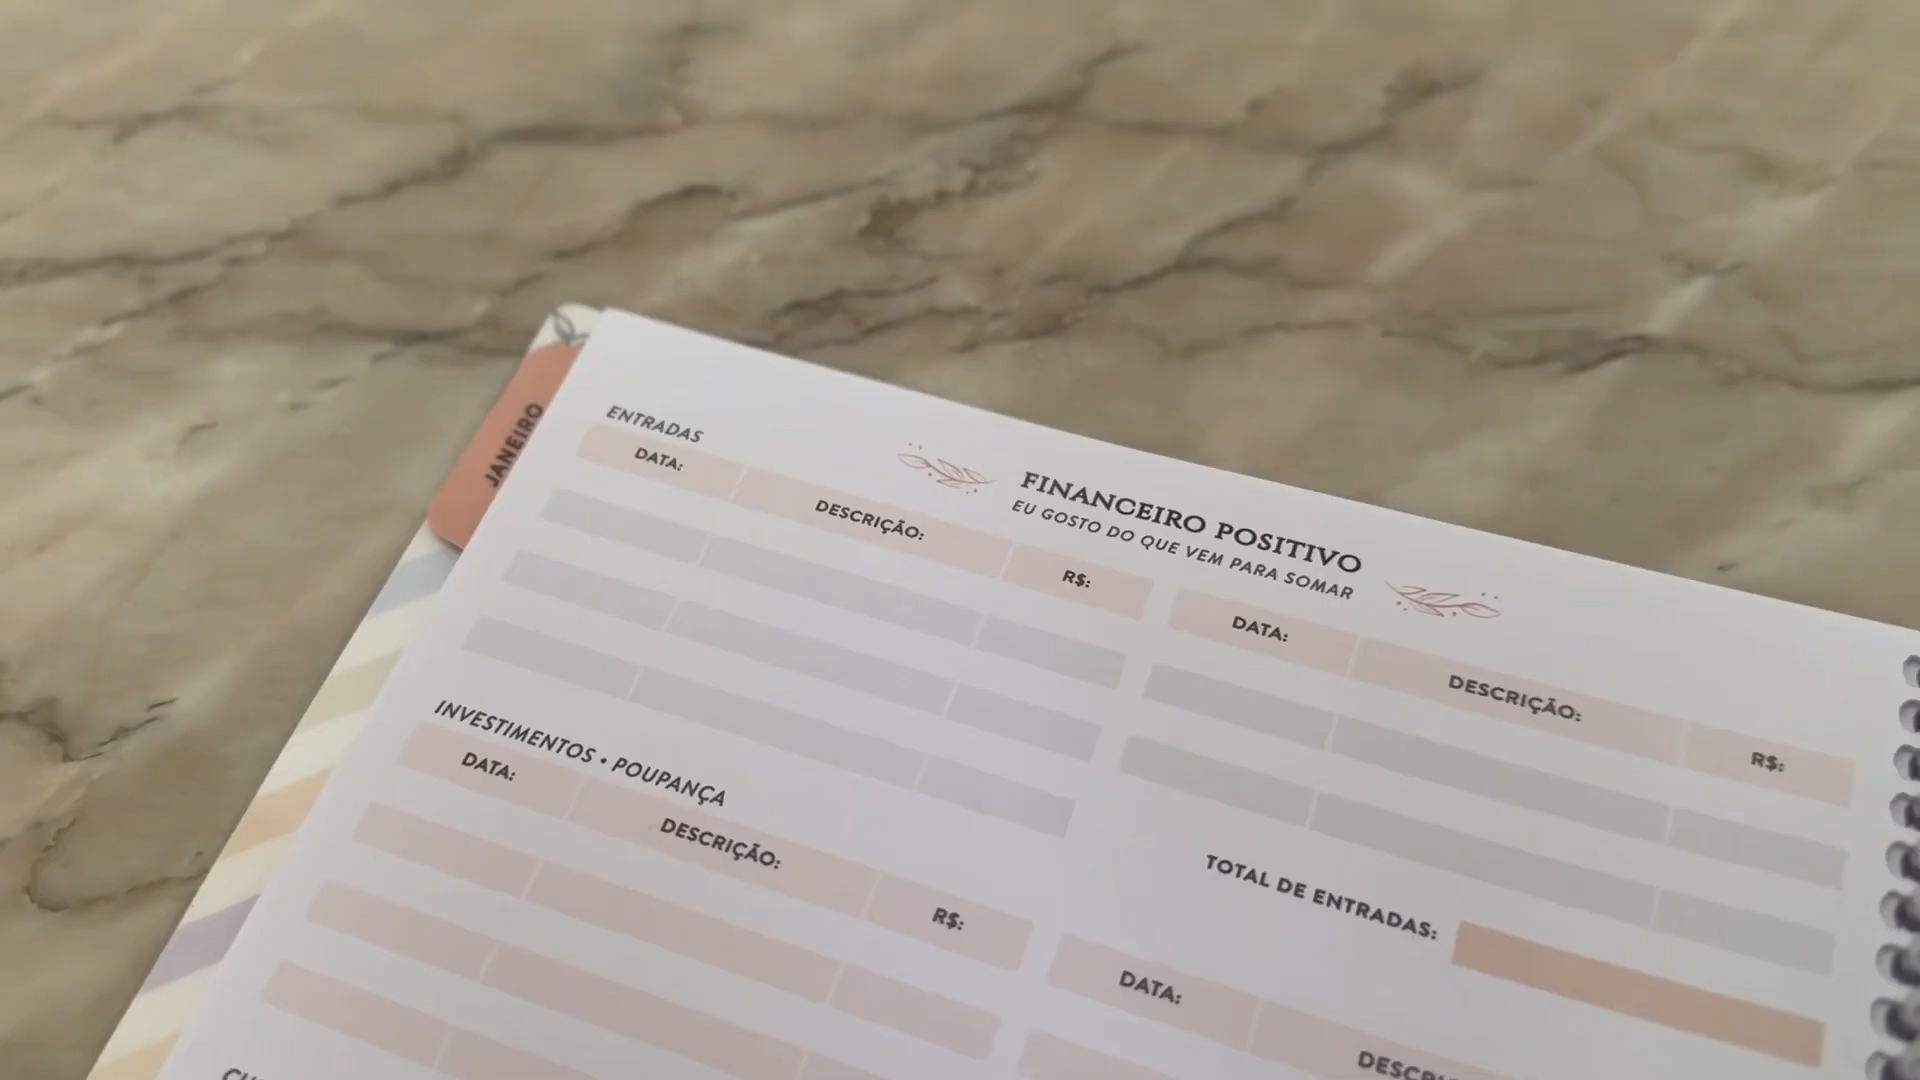 JANEIRO
FINANCEIRO POSITIVO
EU GOSTO DO QUE VEM PARA SOMAR
ENTRADAS
DATA: DESCRIÇÃO: R$: DATA: DESCRIÇÃO: R$:
TOTAL DE ENTRADAS:
INVESTIMENTOS • POUPANÇA
DATA: DESCRIÇÃO: R$: DATA: